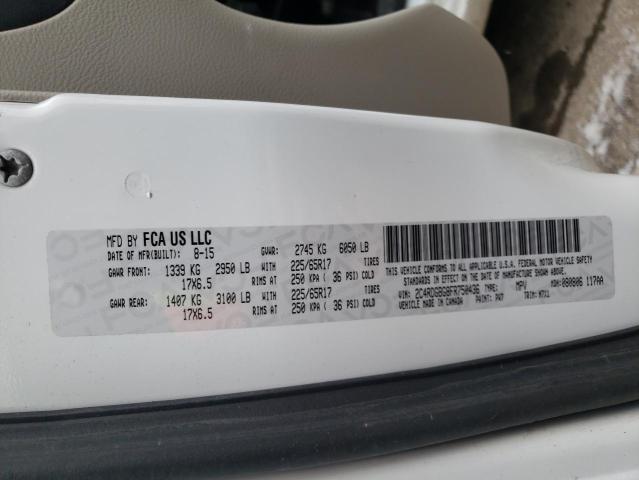 MFD BY FCA US LLC
DATE OF MFR(BUILT): 8-15 GVWR: 2745 KG 6050 LB
GAWR FRONT: 1339 KG 2950 LB WITH 225/65R17 TIRES
17X6.5 RIMS AT 250 KPA ( 36 PSI) COLD
GAWR REAR: 1407 KG 3100 LB WITH 225/65R17 TIRES
17X6.5 RIMS AT 250 KPA ( 36 PSI) COLD
THIS VEHICLE CONFORMS TO ALL APPLICABLE U.S.A. FEDERAL MOTOR VEHICLE SAFETY
STANDARDS IN EFFECT ON THE DATE OF MANUFACTURE SHOWN ABOVE.
VIN: TYPE: MPV MDH: 080806 117AA
MADE IN CANADA PAINT: PW7 TRIM: